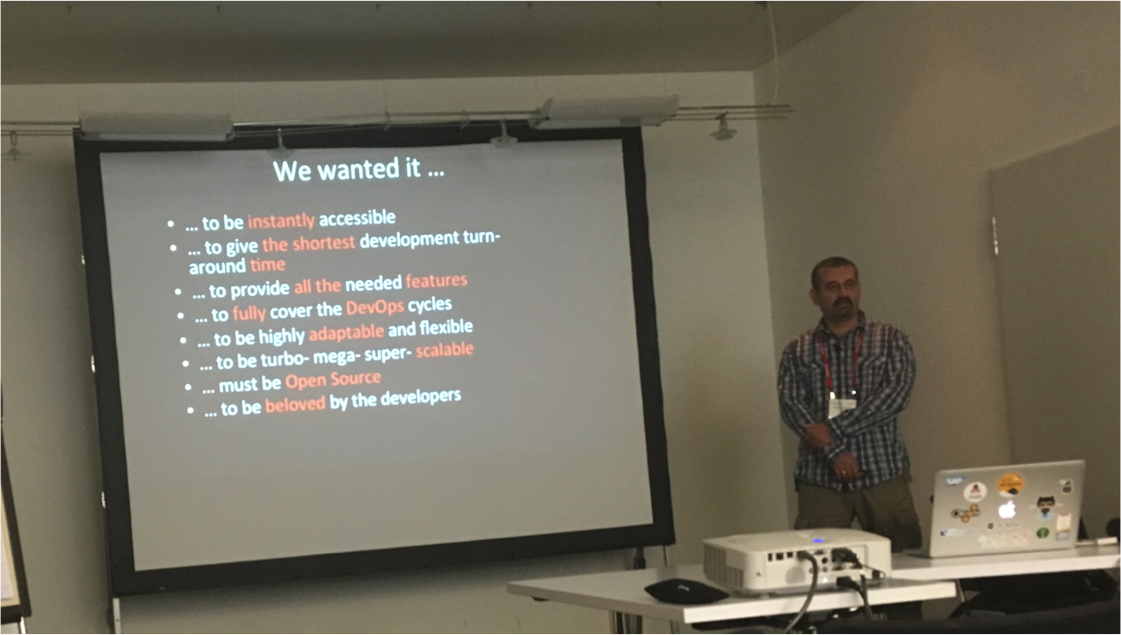 We wanted it ...
• ... to be instantly accessible
• ... to give the shortest development turn-
around time
• ... to provide all the needed features
• ... to fully cover the DevOps cycles
• ... to be highly adaptable and flexible
• ... to be turbo- mega- super- scalable
• ... must be Open Source
• ... to be beloved by the developers
SAP